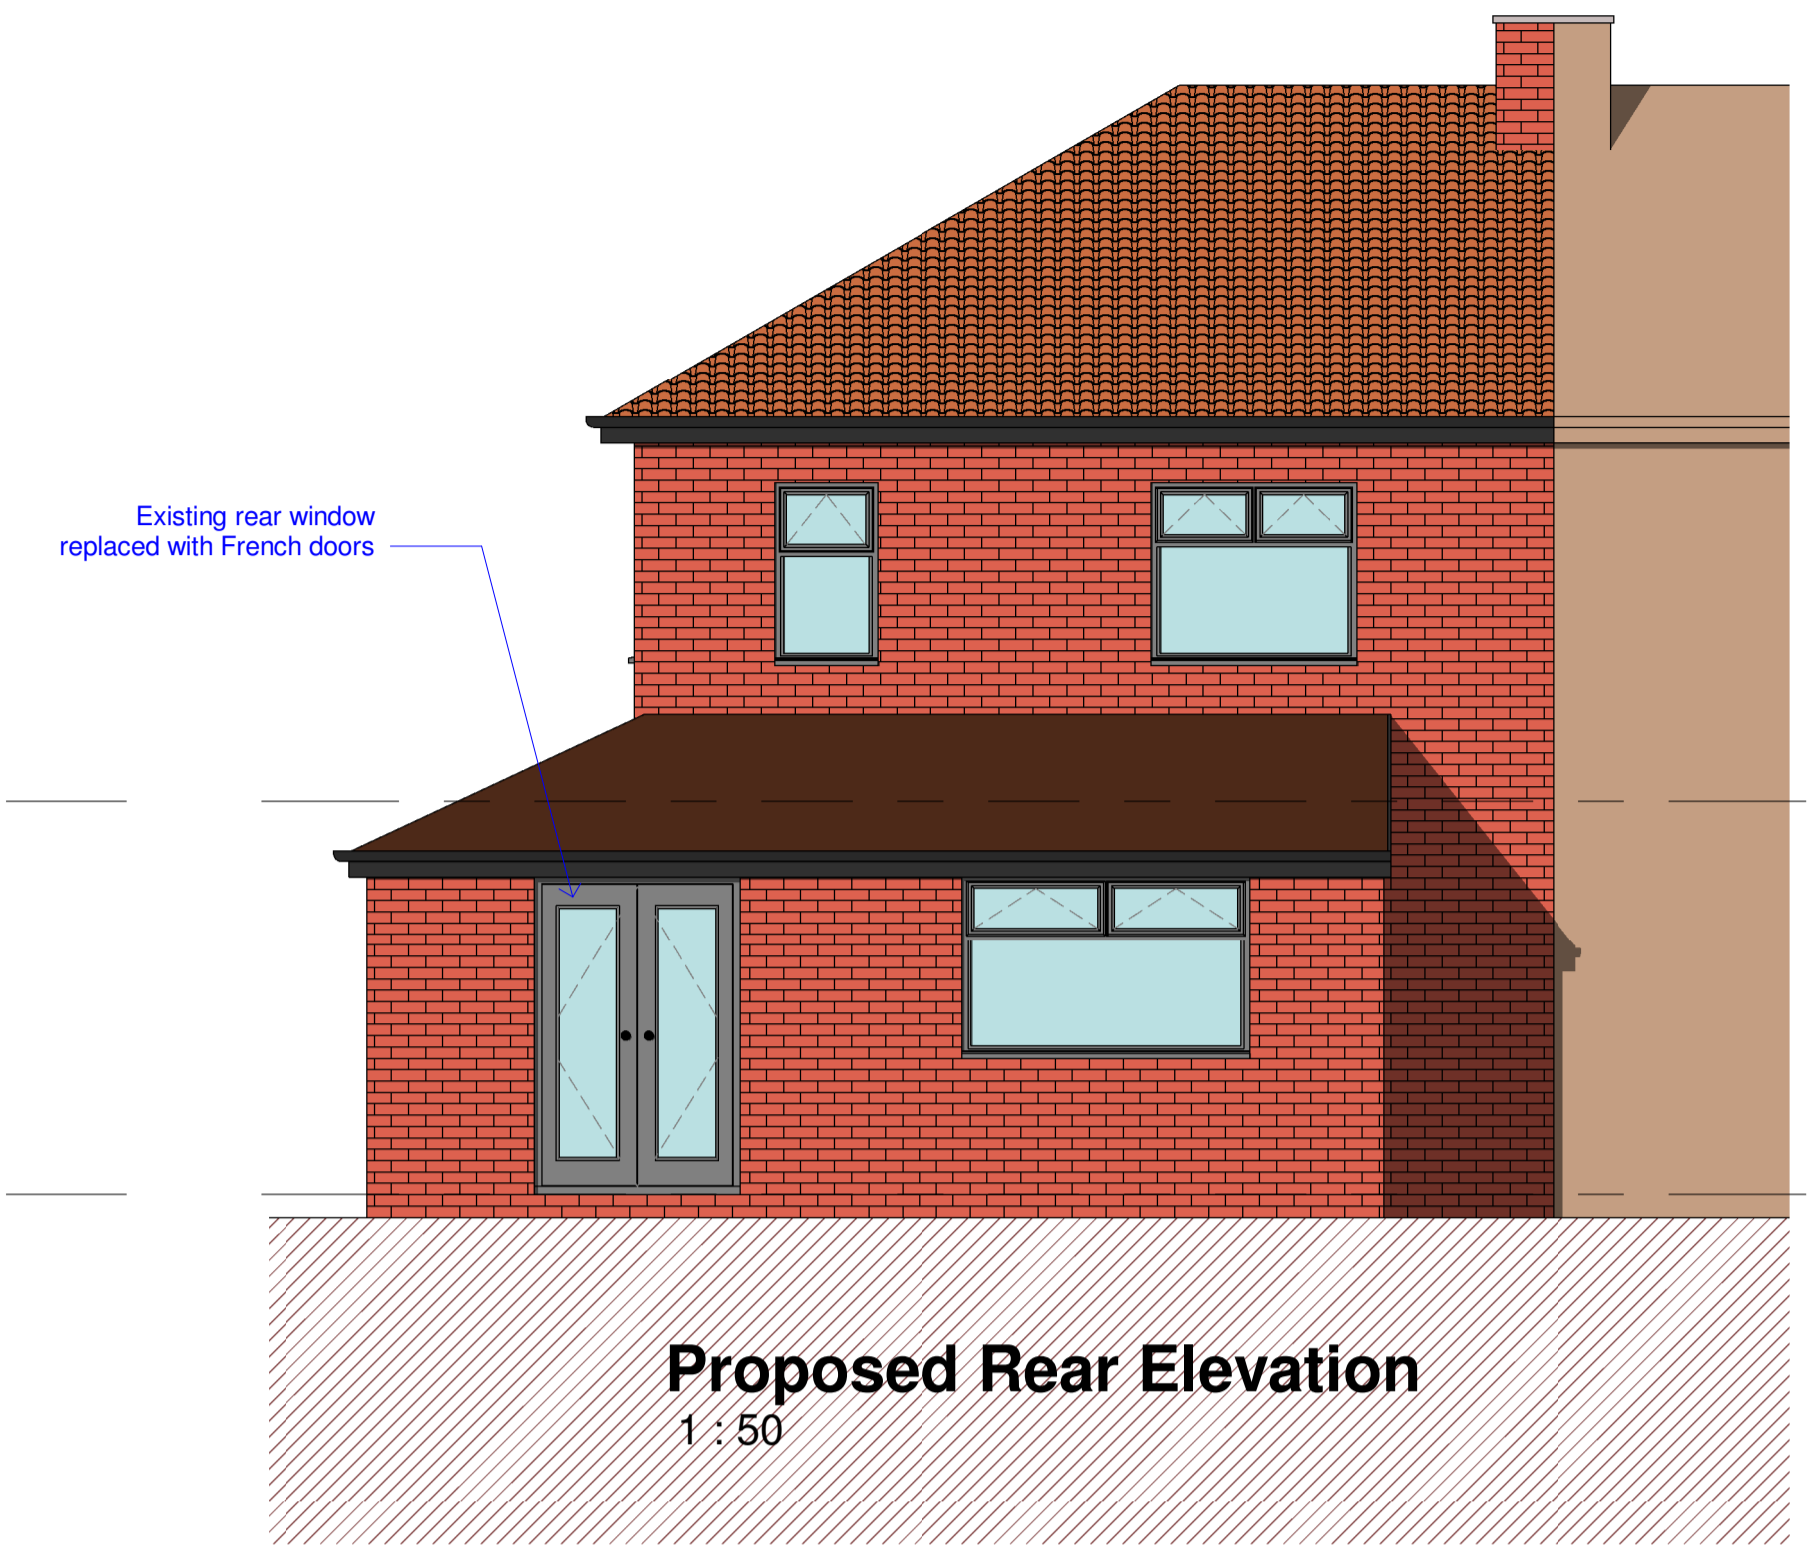 Existing rear window
replaced with French doors
Proposed Rear Elevation
1 : 50